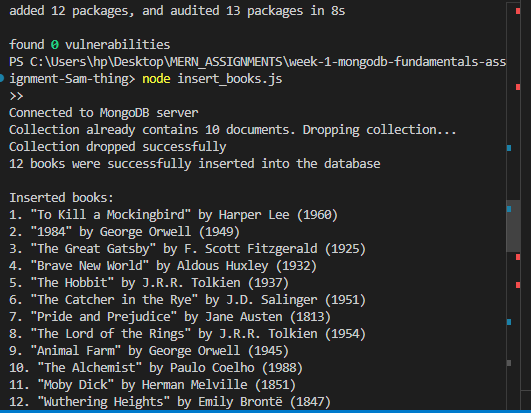 added 12 packages, and audited 13 packages in 8s
found 0 vulnerabilities
PS C:\Users\hp\Desktop\MERN_ASSIGNMENTS\week-1-mongodb-fundamentals-ass
ignment-Sam-thing> node insert_books.js
>>
Connected to MongoDB server
Collection already contains 10 documents. Dropping collection...
Collection dropped successfully
12 books were successfully inserted into the database
Inserted books:
1. "To Kill a Mockingbird" by Harper Lee (1960)
2. "1984" by George Orwell (1949)
3. "The Great Gatsby" by F. Scott Fitzgerald (1925)
4. "Brave New World" by Aldous Huxley (1932)
5. "The Hobbit" by J.R.R. Tolkien (1937)
6. "The Catcher in the Rye" by J.D. Salinger (1951)
7. "Pride and Prejudice" by Jane Austen (1813)
8. "The Lord of the Rings" by J.R.R. Tolkien (1954)
9. "Animal Farm" by George Orwell (1945)
10. "The Alchemist" by Paulo Coelho (1988)
11. "Moby Dick" by Herman Melville (1851)
12. "Wuthering Heights" by Emily Brontë (1847)